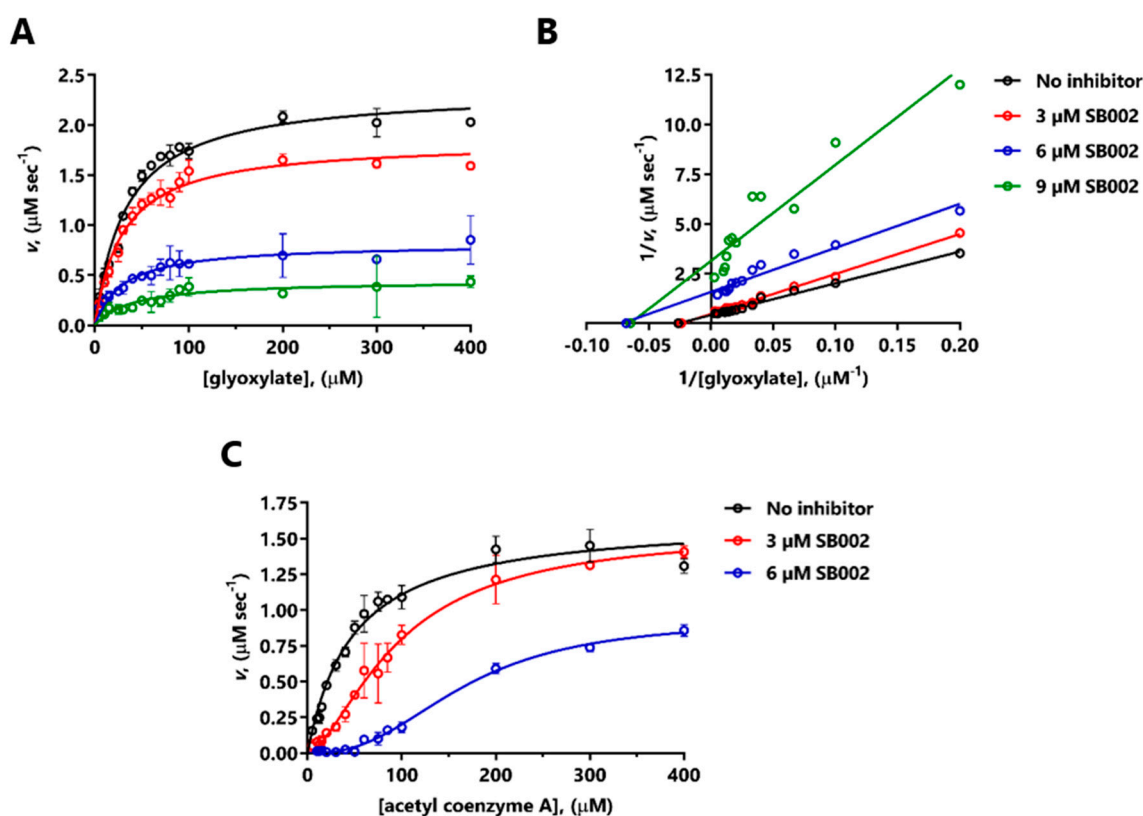 A
v, (µM sec⁻¹)
2.5
2.0
1.5
1.0
0.5
0.0
0 100 200 300 400
[glyoxylate], (µM)
B
1/v, (µM sec⁻¹)
12.5
10.0
7.5
5.0
2.5
-0.10 -0.05 0.00 0.05 0.10 0.15 0.20
1/[glyoxylate], (µM⁻¹)
No inhibitor
3 µM SB002
6 µM SB002
9 µM SB002
C
v, (µM sec⁻¹)
1.75
1.50
1.25
1.00
0.75
0.50
0.25
0.00
0 100 200 300 400
[acetyl coenzyme A], (µM)
No inhibitor
3 µM SB002
6 µM SB002